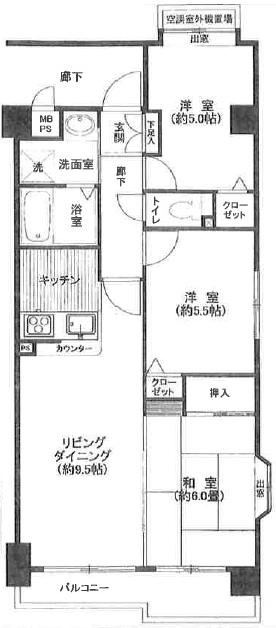 空調室外機置場
出窓
廊下
洋室
(約5.0帖)
MB
PS
玄関
下足入
洗面室
洗
廊下
トイレ
クロー
ゼット
浴室
キッチン
洋室
(約5.5帖)
PS
カウンター
クロー
ゼット
押入
リビング
ダイニング
(約9.5帖)
和室
(約6.0畳)
出窓
バルコニー